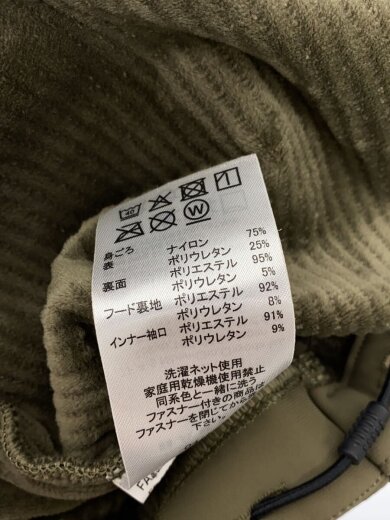 40
W
身ごろ
表 ナイロン 75%
ポリウレタン 25%
裏面 ポリエステル 95%
ポリウレタン 5%
フード裏地 ポリエステル 92%
ポリウレタン 8%
インナー袖口 ポリエステル 91%
ポリウレタン 9%
洗濯ネット使用
家庭用乾燥機使用禁止
同系色と一緒に洗う
ファスナー付きの商品は
ファスナーを閉じてから